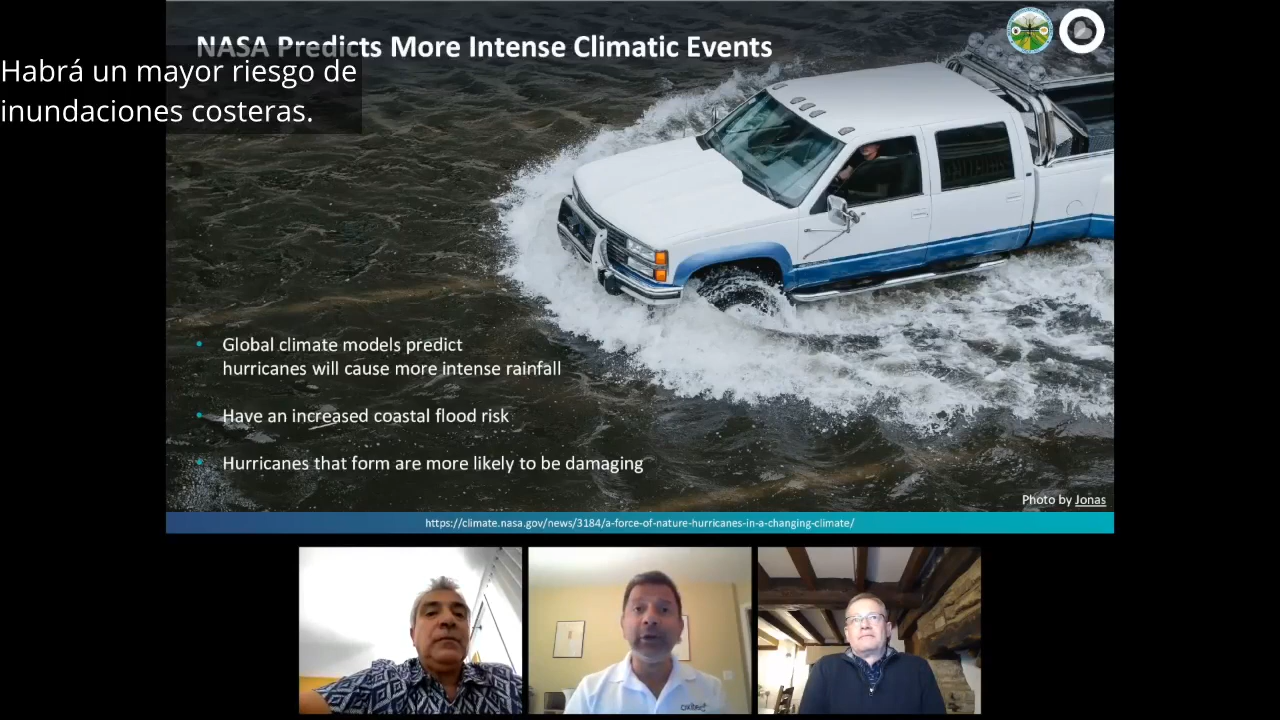 NASA Predicts More Intense Climatic Events
Habrá un mayor riesgo de
inundaciones costeras.
Global climate models predict
hurricanes will cause more intense rainfall
Have an increased coastal flood risk
Hurricanes that form are more likely to be damaging
Photo by Jonas
https://climate.nasa.gov/news/3184/a-force-of-nature-hurricanes-in-a-changing-climate/